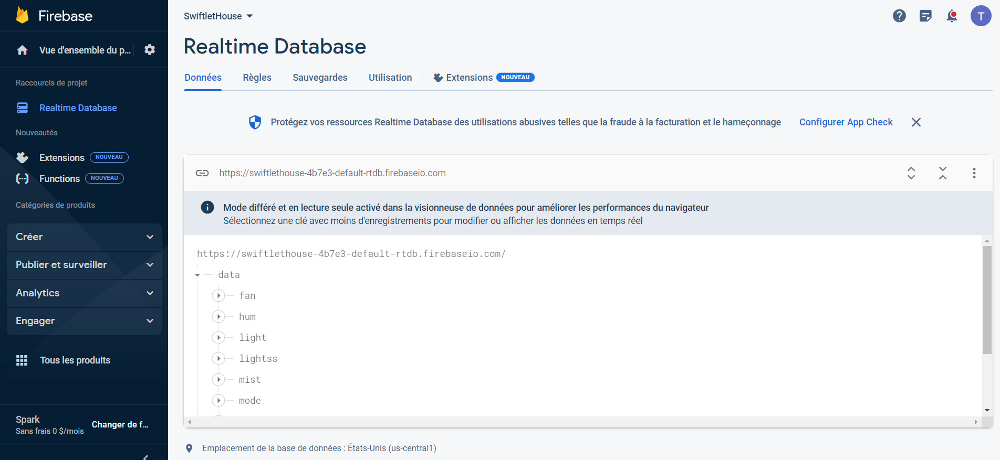 Firebase
SwiftletHouse
T
Vue d'ensemble du p...
Realtime Database
Raccourcis de projet
Données
Règles
Sauvegardes
Utilisation
Extensions NOUVEAU
Realtime Database
Nouveautés
Protégez vos ressources Realtime Database des utilisations abusives telles que la fraude à la facturation et le hameçonnage
Configurer App Check
Extensions NOUVEAU
Functions NOUVEAU
https://swiftlethouse-4b7e3-default-rtdb.firebaseio.com
Catégories de produits
Mode différé et en lecture seule activé dans la visionneuse de données pour améliorer les performances du navigateur
Sélectionnez une clé avec moins d'enregistrements pour modifier ou afficher les données en temps réel
Créer
Publier et surveiller
Analytics
Engager
https://swiftlethouse-4b7e3-default-rtdb.firebaseio.com/
data
fan
hum
light
lightss
mist
mode
Tous les produits
Spark
Sans frais 0 $/mois
Changer de f...
Emplacement de la base de données : États-Unis (us-central1)